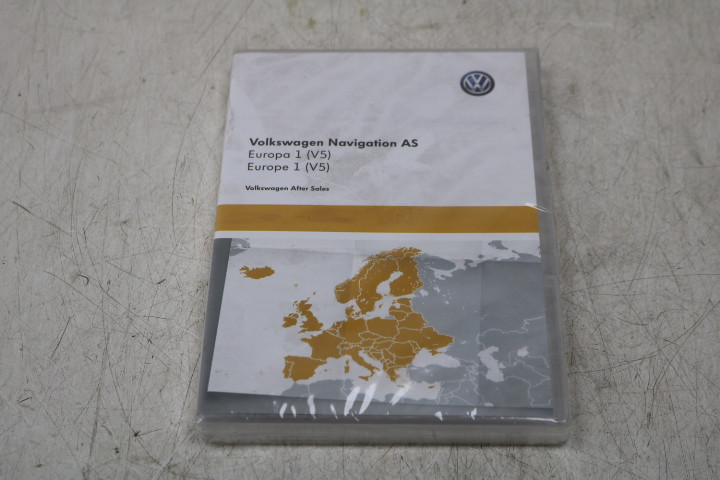 Volkswagen Navigation AS
Europa 1 (V5)
Europe 1 (V5)
Volkswagen After Sales